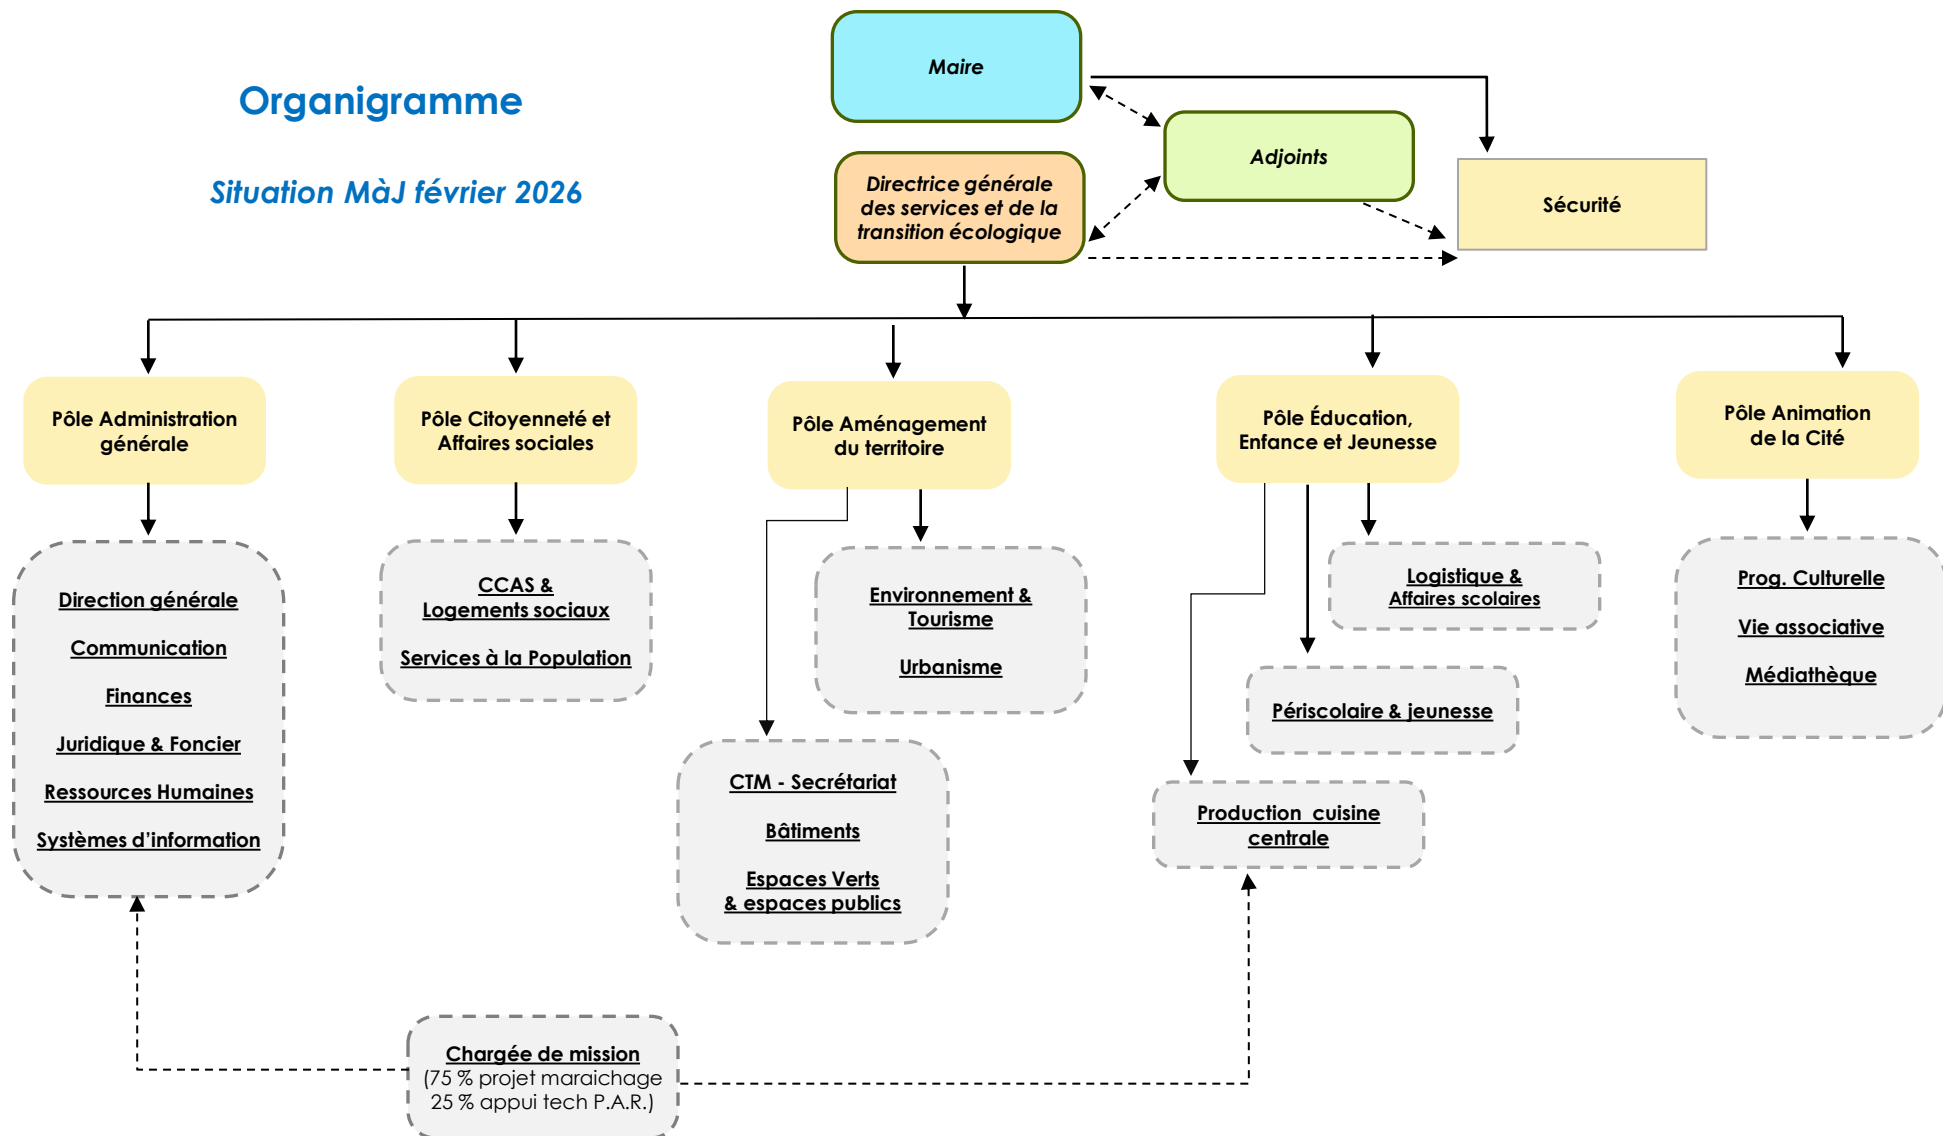 Organigramme
Situation MàJ février 2026
Maire
Adjoints
Directrice générale
des services et de la
transition écologique
Sécurité
Pôle Administration
générale
Pôle Citoyenneté et
Affaires sociales
Pôle Aménagement
du territoire
Pôle Éducation,
Enfance et Jeunesse
Pôle Animation
de la Cité
Direction générale
Communication
Finances
Juridique & Foncier
Ressources Humaines
Systèmes d’information
CCAS &
Logements sociaux
Services à la Population
Environnement &
Tourisme
Urbanisme
CTM - Secrétariat
Bâtiments
Espaces Verts
& espaces publics
Logistique &
Affaires scolaires
Périscolaire & jeunesse
Production cuisine
centrale
Prog. Culturelle
Vie associative
Médiathèque
Chargée de mission
(75 % projet maraichage
25 % appui tech P.A.R.)